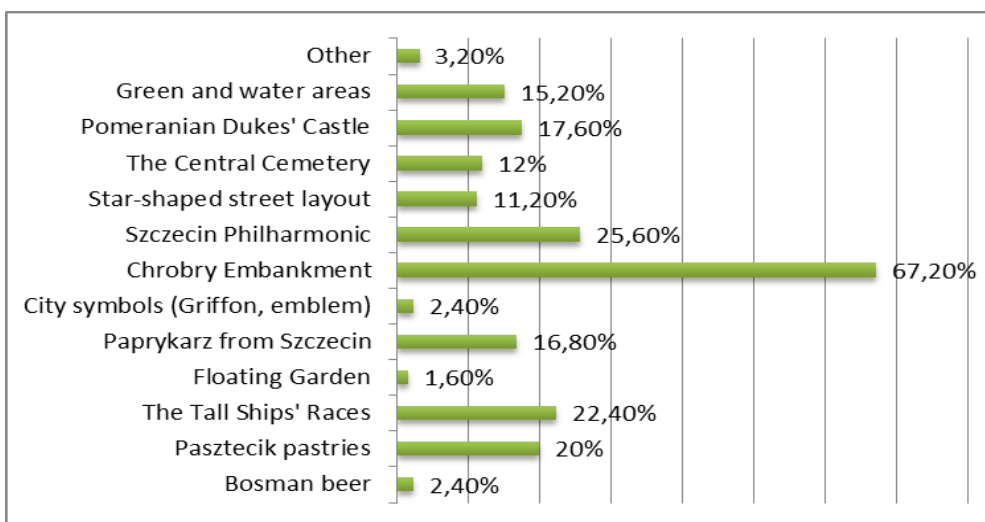 Other 3,20%
Green and water areas 15,20%
Pomeranian Dukes' Castle 17,60%
The Central Cemetery 12%
Star-shaped street layout 11,20%
Szczecin Philharmonic 25,60%
Chrobry Embankment 67,20%
City symbols (Griffon, emblem) 2,40%
Paprykarz from Szczecin 16,80%
Floating Garden 1,60%
The Tall Ships' Races 22,40%
Pasztecik pastries 20%
Bosman beer 2,40%